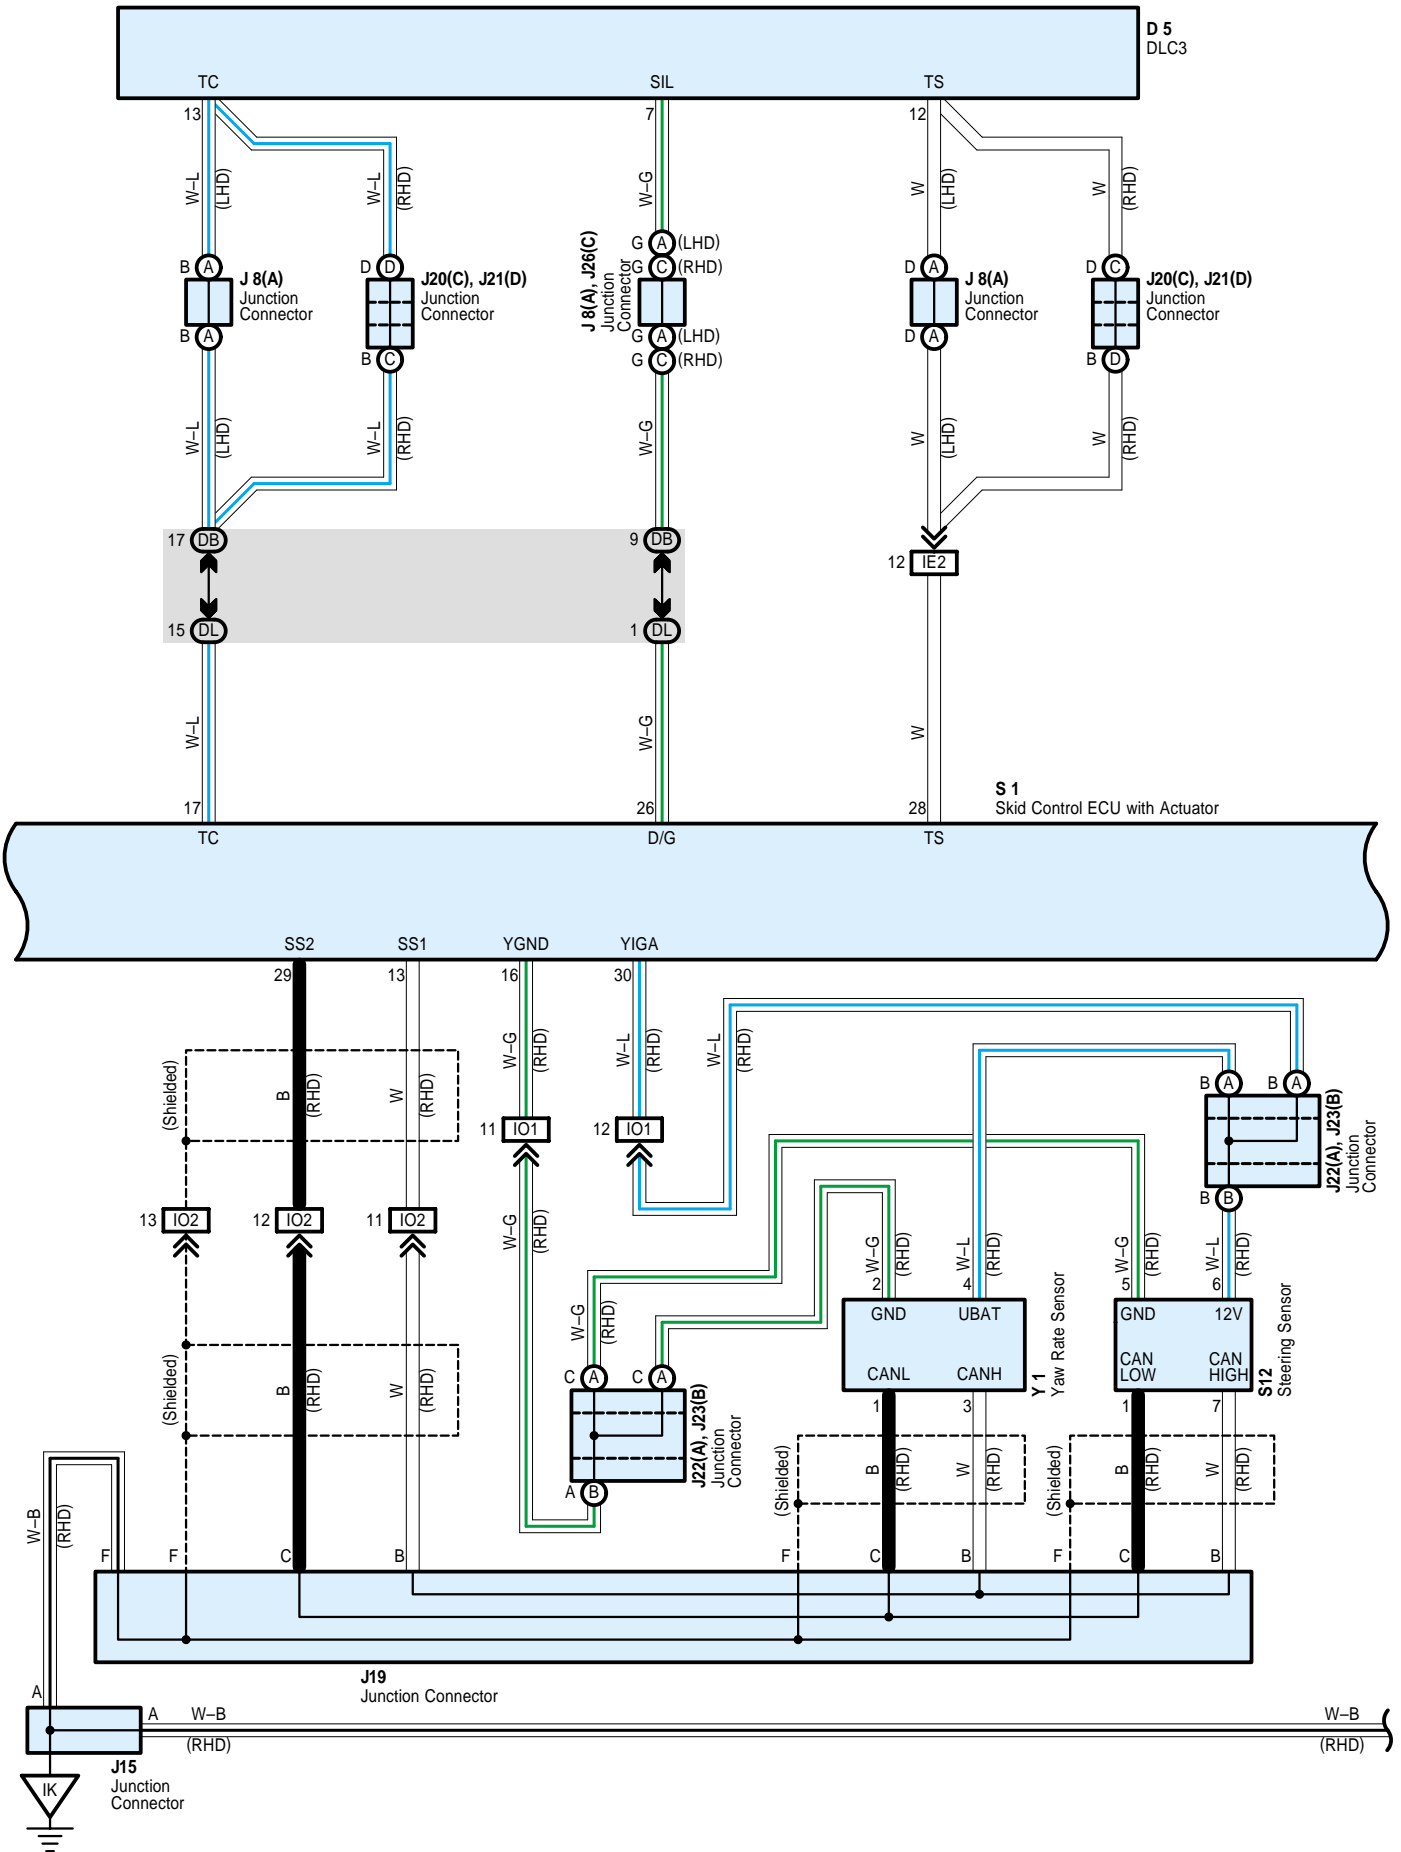 D 5
DLC3
TC SIL TS
13 7 12
W–L (LHD) W–L (RHD) W–G W (LHD) W (RHD)
G A (LHD)
G C (RHD)
B A D D D A D C
J 8(A)
Junction
Connector
J20(C), J21(D)
Junction
Connector
J 8(A), J26(C)
Junction
Connector
J 8(A)
Junction
Connector
J20(C), J21(D)
Junction
Connector
B A G A (LHD) D A
B C G C (RHD) B D
W–L (LHD) W–L (RHD) W–G W (LHD) W (RHD)
17 DB 9 DB
12 IE2
15 DL 1 DL
W–L W–G W
S 1
Skid Control ECU with Actuator
17 26 28
TC D/G TS
SS2 SS1 YGND YIGA
29 13 16 30
(Shielded) B (RHD) W (RHD) W–G (RHD) W–L (RHD) W–L (RHD)
B A B A
J22(A), J23(B)
Junction
Connector
B B
11 IO1 12 IO1
13 IO2 12 IO2 11 IO2
W–G (RHD) W–G (RHD) W–L (RHD) W–G (RHD) W–L (RHD)
2 4 5 6
GND UBAT GND 12V
CANL CANH
CAN
LOW
CAN
HIGH
Y 1
Yaw Rate Sensor
S12
Steering Sensor
1 3 1 7
W–G (RHD)
C A C A
J22(A), J23(B)
Junction
Connector
A B
(Shielded) B (RHD) W (RHD)
(Shielded) B (RHD) W (RHD)
(Shielded) B (RHD) W (RHD)
W–B (RHD)
F F C B F C B F C B
J19
Junction Connector
A
A W–B W–B
(RHD) (RHD)
J15
Junction
Connector
IK